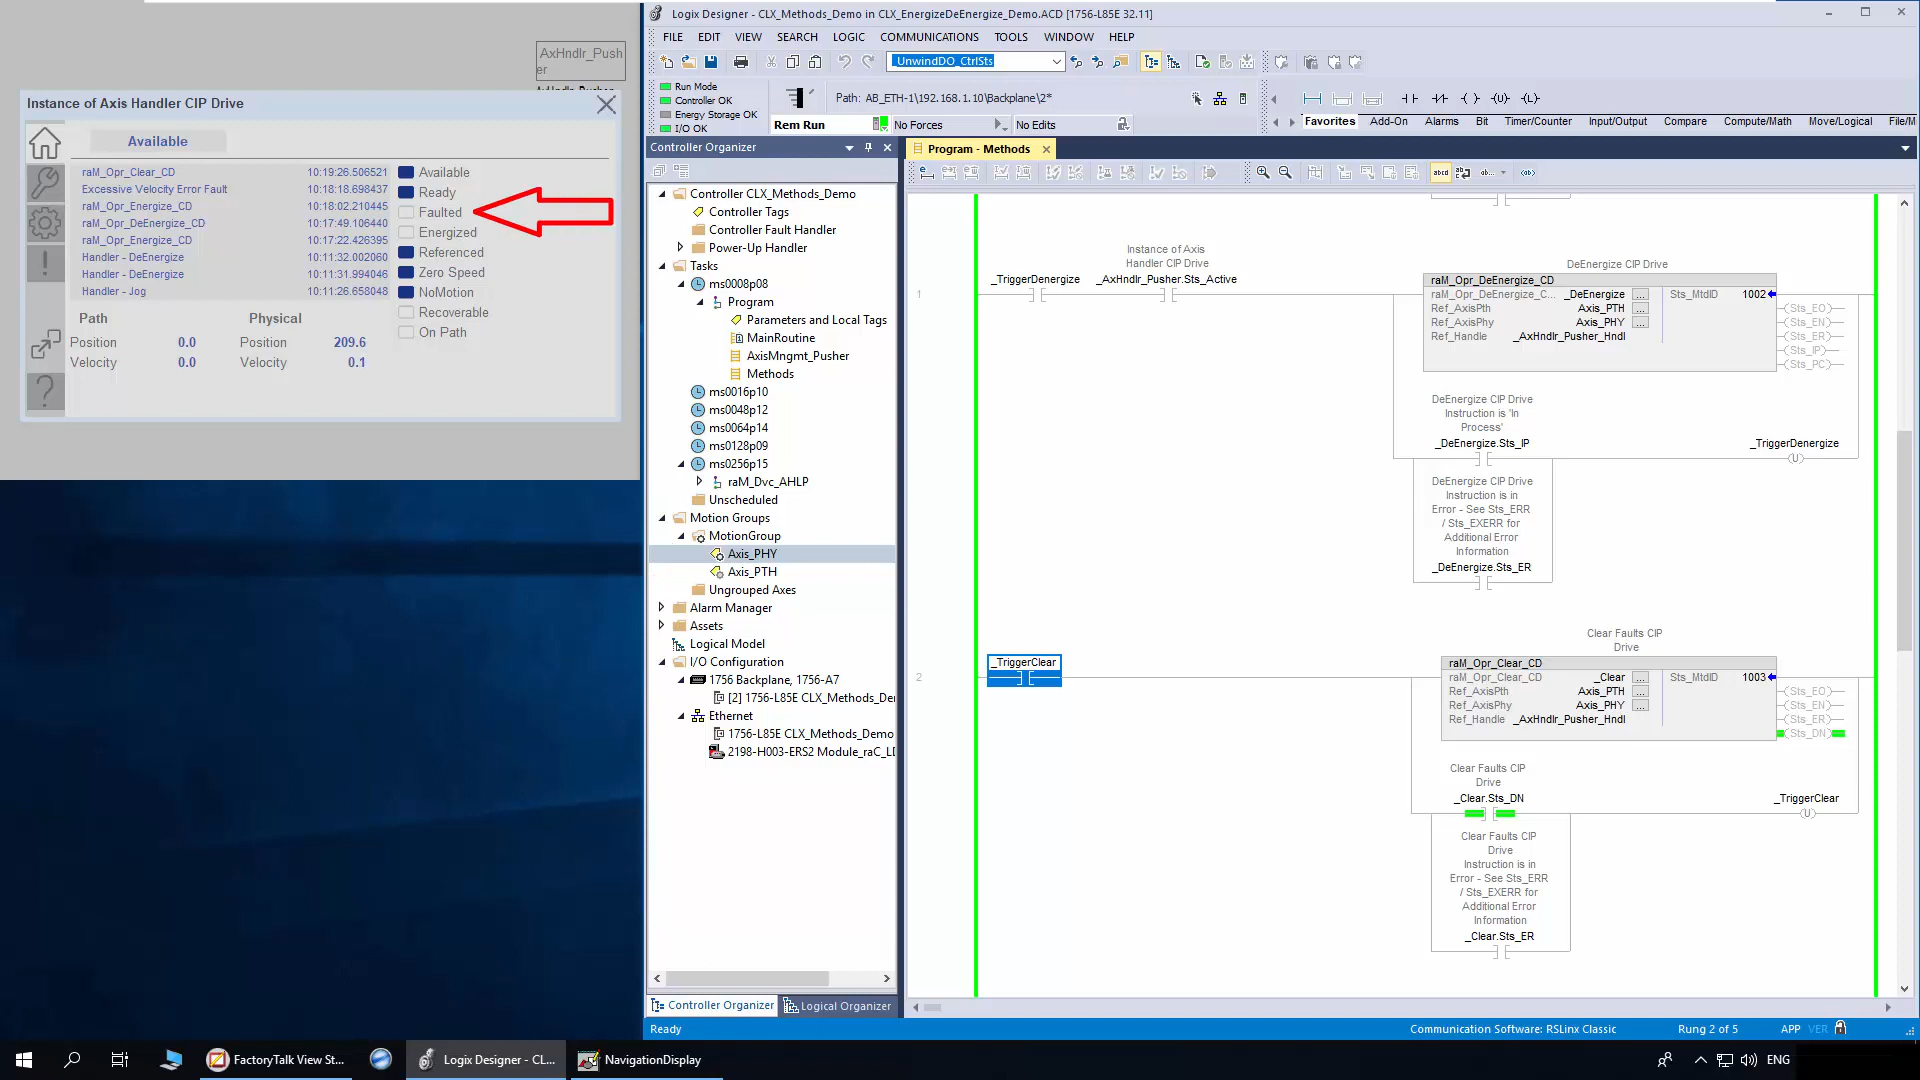 AxHndlr_Push
er
Instance of Axis Handler CIP Drive
Available
raM_Opr_Clear_CD 10:19:26.506521
Excessive Velocity Error Fault 10:18:18.698437
raM_Opr_Energize_CD 10:18:02.210445
raM_Opr_DeEnergize_CD 10:17:49.106440
raM_Opr_Energize_CD 10:17:22.426395
Handler - DeEnergize 10:11:32.002060
Handler - DeEnergize 10:11:31.994046
Handler - Jog 10:11:26.658048
Available
Ready
Faulted
Energized
Referenced
Zero Speed
NoMotion
Recoverable
On Path
Path Physical
Position 0.0 Position 209.6
Velocity 0.0 Velocity 0.1
Logix Designer - CLX_Methods_Demo in CLX_EnergizeDeEnergize_Demo.ACD [1756-L85E 32.11]
FILE EDIT VIEW SEARCH LOGIC COMMUNICATIONS TOOLS WINDOW HELP
UnwindDO_CtrlSts
Run Mode
Controller OK
Energy Storage OK
I/O OK
Path: AB_ETH-1\192.168.1.10\Backplane\2*
Rem Run No Forces No Edits
Favorites Add-On Alarms Bit Timer/Counter Input/Output Compare Compute/Math Move/Logical File/M
Controller Organizer
Controller CLX_Methods_Demo
Controller Tags
Controller Fault Handler
Power-Up Handler
Tasks
ms0008p08
Program
Parameters and Local Tags
MainRoutine
AxisMngmt_Pusher
Methods
ms0016p10
ms0048p12
ms0064p14
ms0128p09
ms0256p15
raM_Dvc_AHLP
Unscheduled
Motion Groups
MotionGroup
Axis_PHY
Axis_PTH
Ungrouped Axes
Alarm Manager
Assets
Logical Model
I/O Configuration
1756 Backplane, 1756-A7
[2] 1756-L85E CLX_Methods_De
Ethernet
1756-L85E CLX_Methods_Demo
2198-H003-ERS2 Module_raC_LD
Controller Organizer Logical Organizer
Program - Methods
1
_TriggerDenergize
Instance of Axis
Handler CIP Drive
_AxHndlr_Pusher.Sts_Active
DeEnergize CIP Drive
raM_Opr_DeEnergize_CD
raM_Opr_DeEnergize_C... _DeEnergize ... Sts_MtdID 1002
Ref_AxisPth Axis_PTH ...
Ref_AxisPhy Axis_PHY ...
Ref_Handle _AxHndlr_Pusher_Hndl
(Sts_EO)
(Sts_EN)
(Sts_ER)
(Sts_IP)
(Sts_PC)
DeEnergize CIP Drive
Instruction is 'In
Process'
_DeEnergize.Sts_IP
_TriggerDenergize
(U)
DeEnergize CIP Drive
Instruction is in
Error - See Sts_ERR
/ Sts_EXERR for
Additional Error
Information
_DeEnergize.Sts_ER
2
_TriggerClear
Clear Faults CIP
Drive
raM_Opr_Clear_CD
raM_Opr_Clear_CD _Clear ... Sts_MtdID 1003
Ref_AxisPth Axis_PTH ...
Ref_AxisPhy Axis_PHY ...
Ref_Handle _AxHndlr_Pusher_Hndl
(Sts_EO)
(Sts_EN)
(Sts_ER)
(Sts_DN)
Clear Faults CIP
Drive
_Clear.Sts_DN
_TriggerClear
(U)
Clear Faults CIP
Drive
Instruction is in
Error - See Sts_ERR
/ Sts_EXERR for
Additional Error
Information
_Clear.Sts_ER
Ready
Communication Software: RSLinx Classic
Rung 2 of 5
APP VER
FactoryTalk View St...
Logix Designer - CL...
NavigationDisplay
ENG